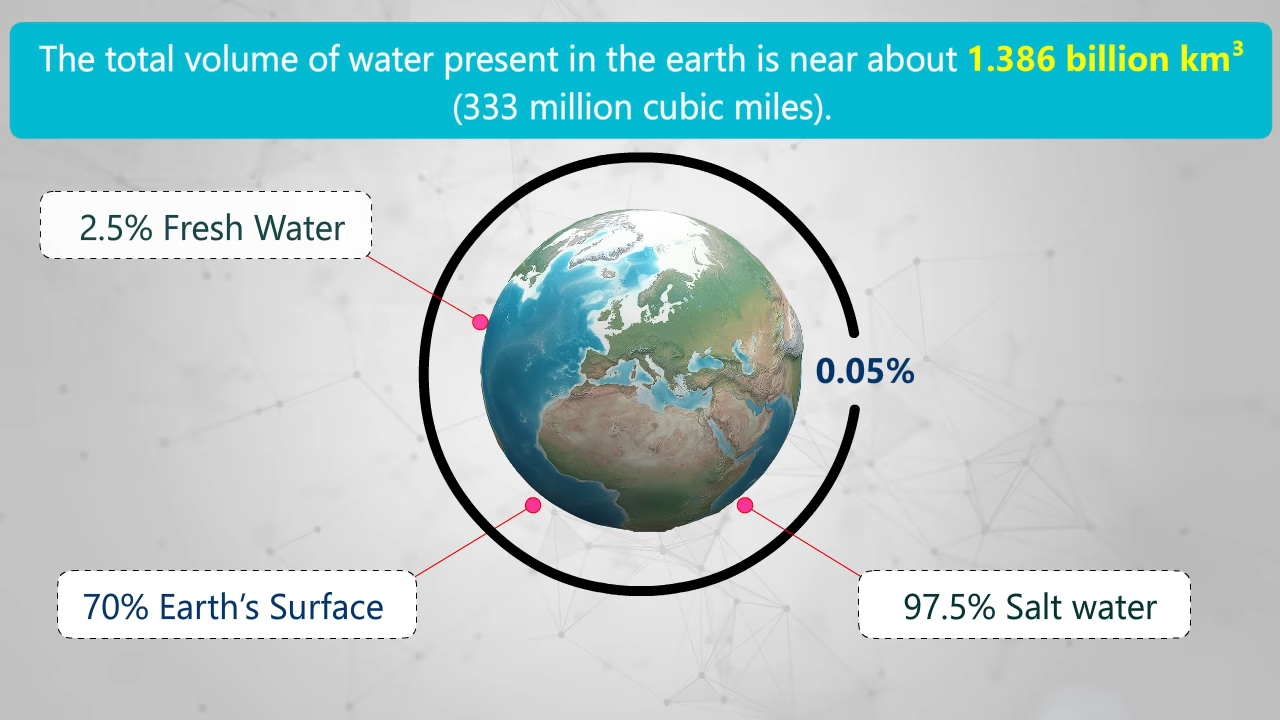 The total volume of water present in the earth is near about 1.386 billion km³
(333 million cubic miles).
2.5% Fresh Water
0.05%
70% Earth’s Surface
97.5% Salt water